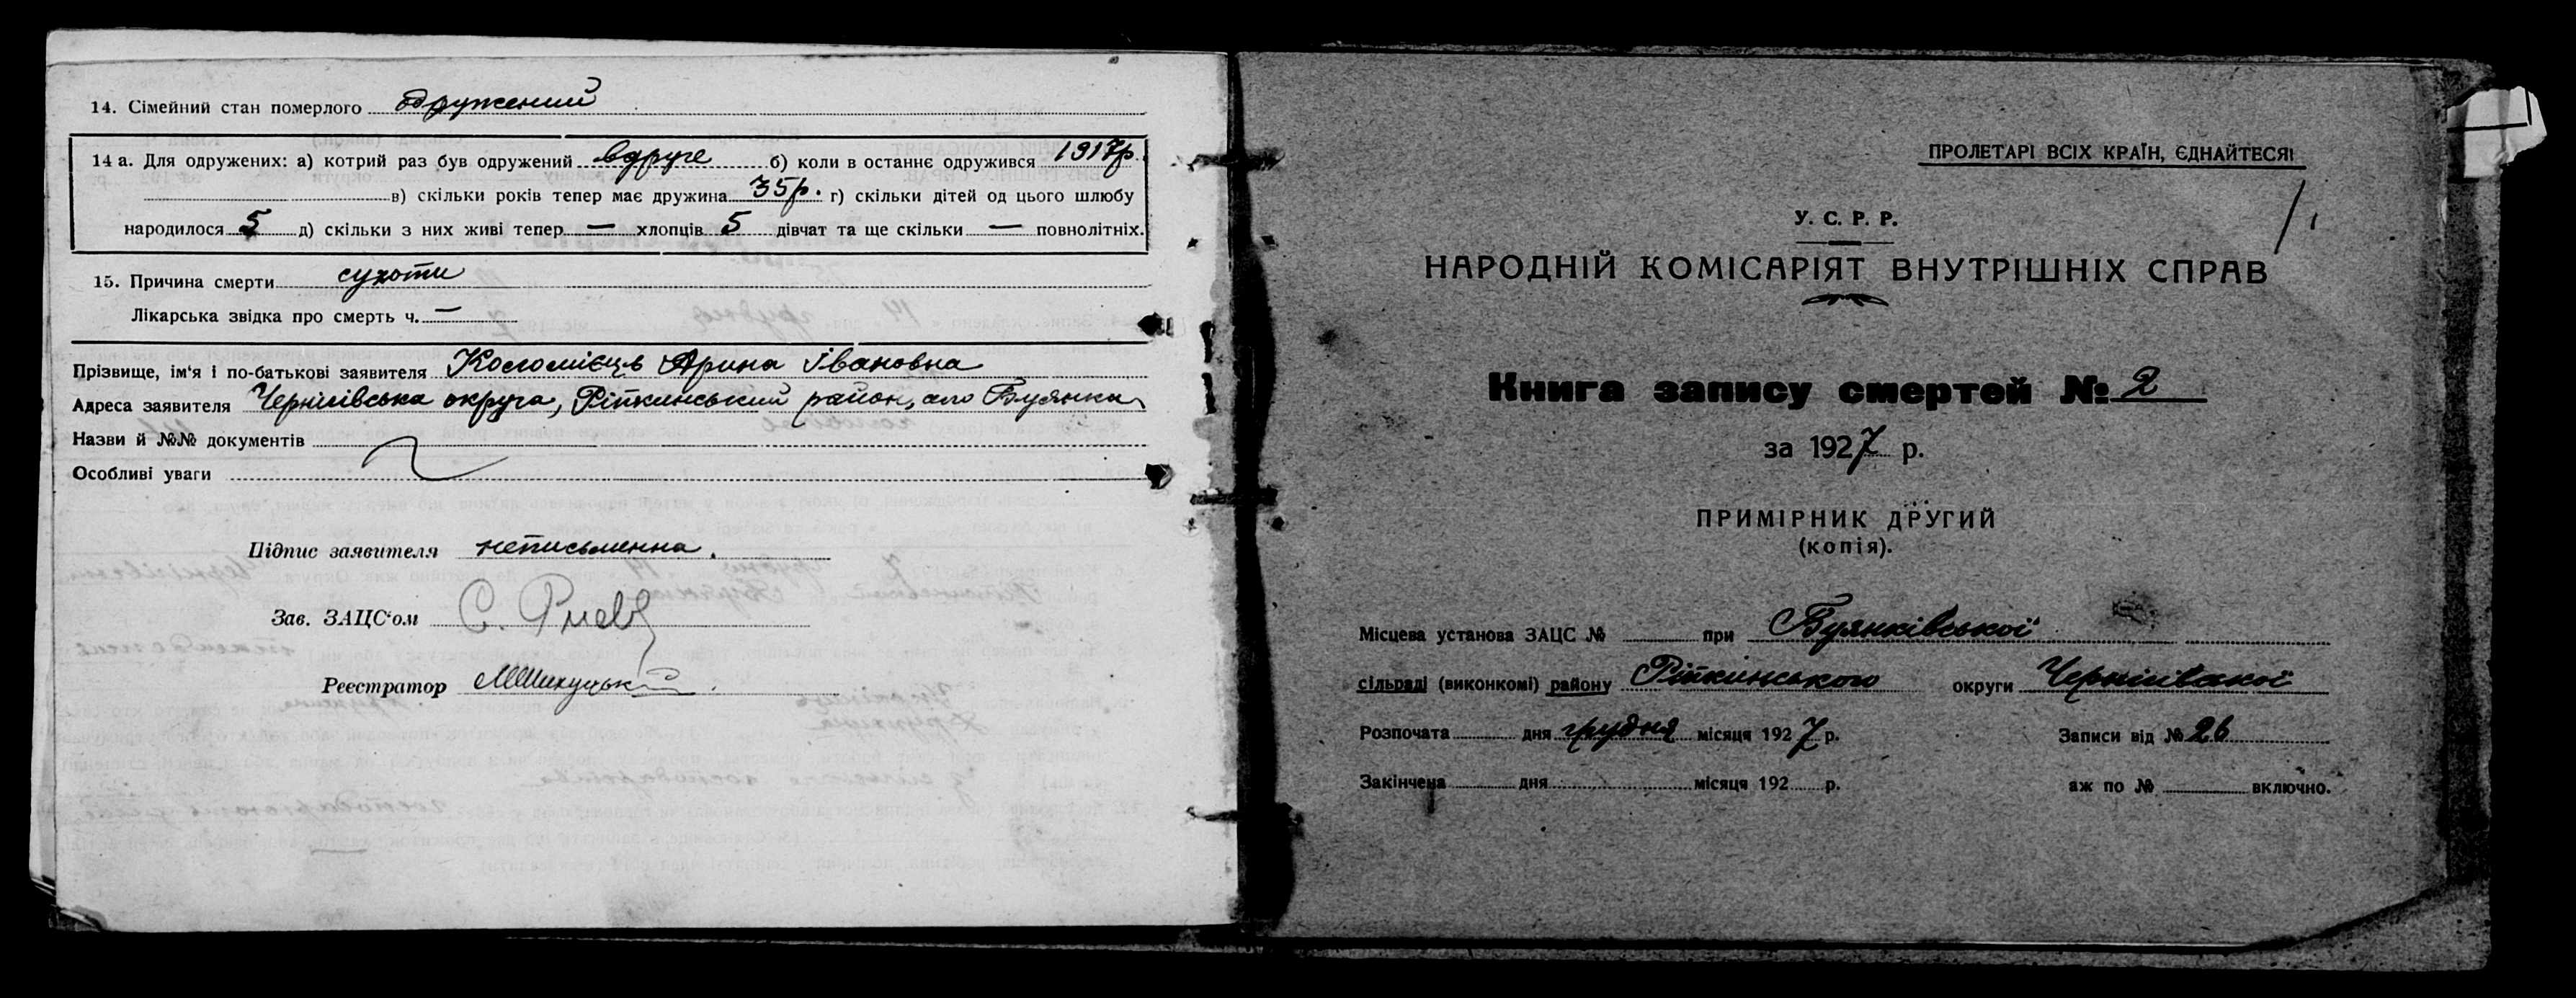 14. Сімейний стан померлого одружений
14 а. Для одружених: а) котрий раз був одружений вдруге б) коли в останнє одружився 1917р.
в) скільки років тепер має дружина 35р. г) скільки дітей од цього шлюбу
народилося 5 д) скільки з них живі тепер — хлопців 5 дівчат та ще скільки — повнолітніх.
15. Причина смерти сухоти
Лікарська звідка про смерть ч. —
Прізвище, ім'я і по-батькові заявителя Коломієць Арина Івановна
Адреса заявителя Чернігівська округа, Ріпкинський район, село Буянки
Назви й №№ документів
Особливі уваги
Підпис заявителя неписьменна.
Зав. ЗАЦС'ом С.
Реєстратор
ПРОЛЕТАРІ ВСІХ КРАЇН, ЄДНАЙТЕСЯ!
У. С. Р. Р.
НАРОДНІЙ КОМІСАРІЯТ ВНУТРІШНІХ СПРАВ
Книга запису смертей № 2
за 1927 р.
ПРИМІРНИК ДРУГИЙ
(копія).
Місцева установа ЗАЦС № при Буянківської
сільраді (виконкомі) району Ріпкинського округи Чернігівської
Розпочата дня грудня місяця 1927 р. Записи від № 26
Закінчена дня місяця 192 р. аж по № включно.